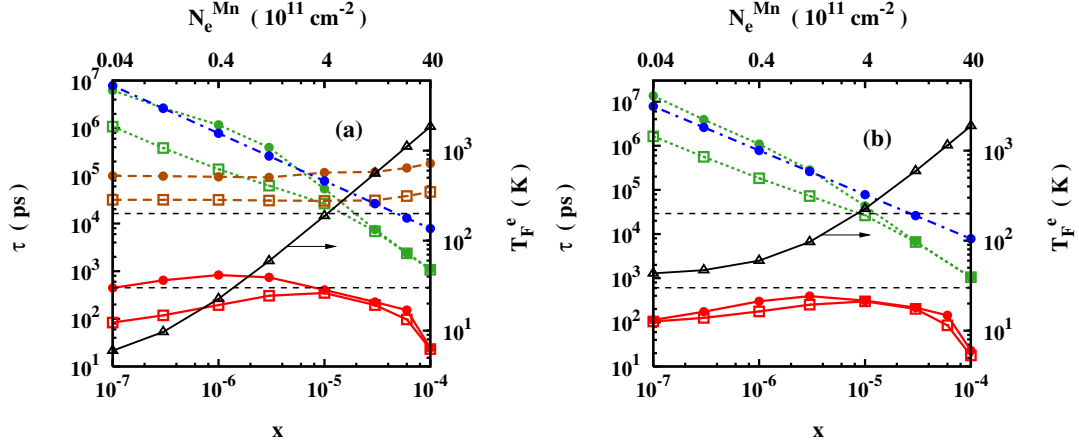 N_e^Mn ( 10^11 cm^-2 )
0.04 0.4 4 40
10^7
10^6
10^5
10^4
10^3
10^2
10^1
τ ( ps )
(a)
10^3
10^2
10^1
T_F^e ( K )
10^-7 10^-6 10^-5 10^-4
x
N_e^Mn ( 10^11 cm^-2 )
0.04 0.4 4 40
10^7
10^6
10^5
10^4
10^3
10^2
10^1
τ ( ps )
(b)
10^3
10^2
10^1
T_F^e ( K )
10^-7 10^-6 10^-5 10^-4
x